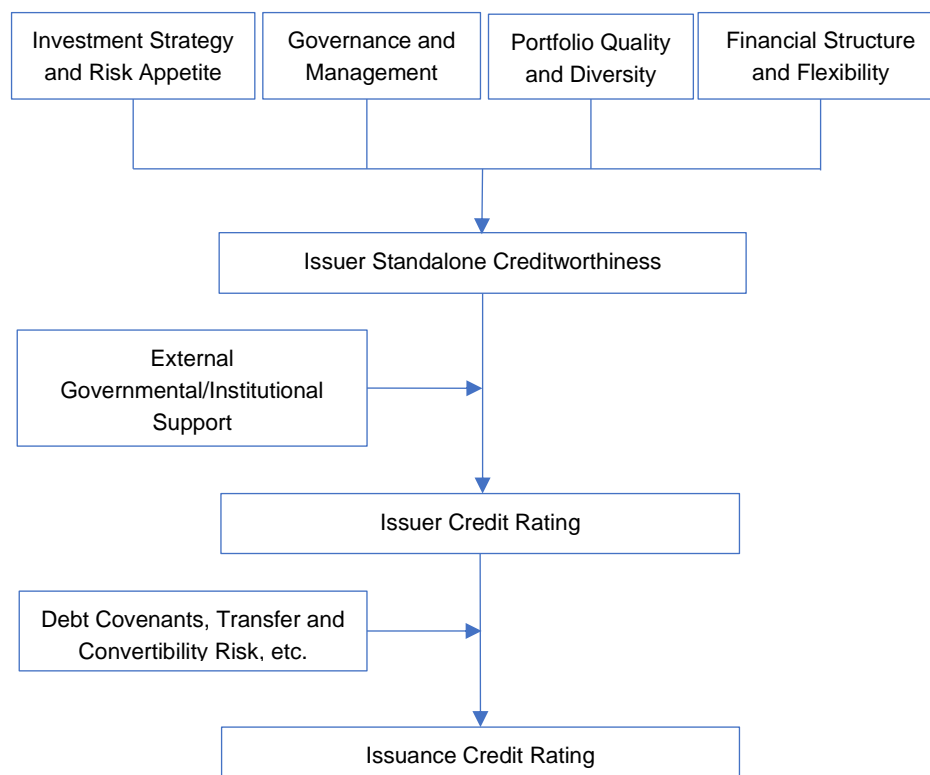 Investment Strategy
and Risk Appetite
Governance and
Management
Portfolio Quality
and Diversity
Financial Structure
and Flexibility
Issuer Standalone Creditworthiness
External
Governmental/Institutional
Support
Issuer Credit Rating
Debt Covenants, Transfer and
Convertibility Risk, etc.
Issuance Credit Rating